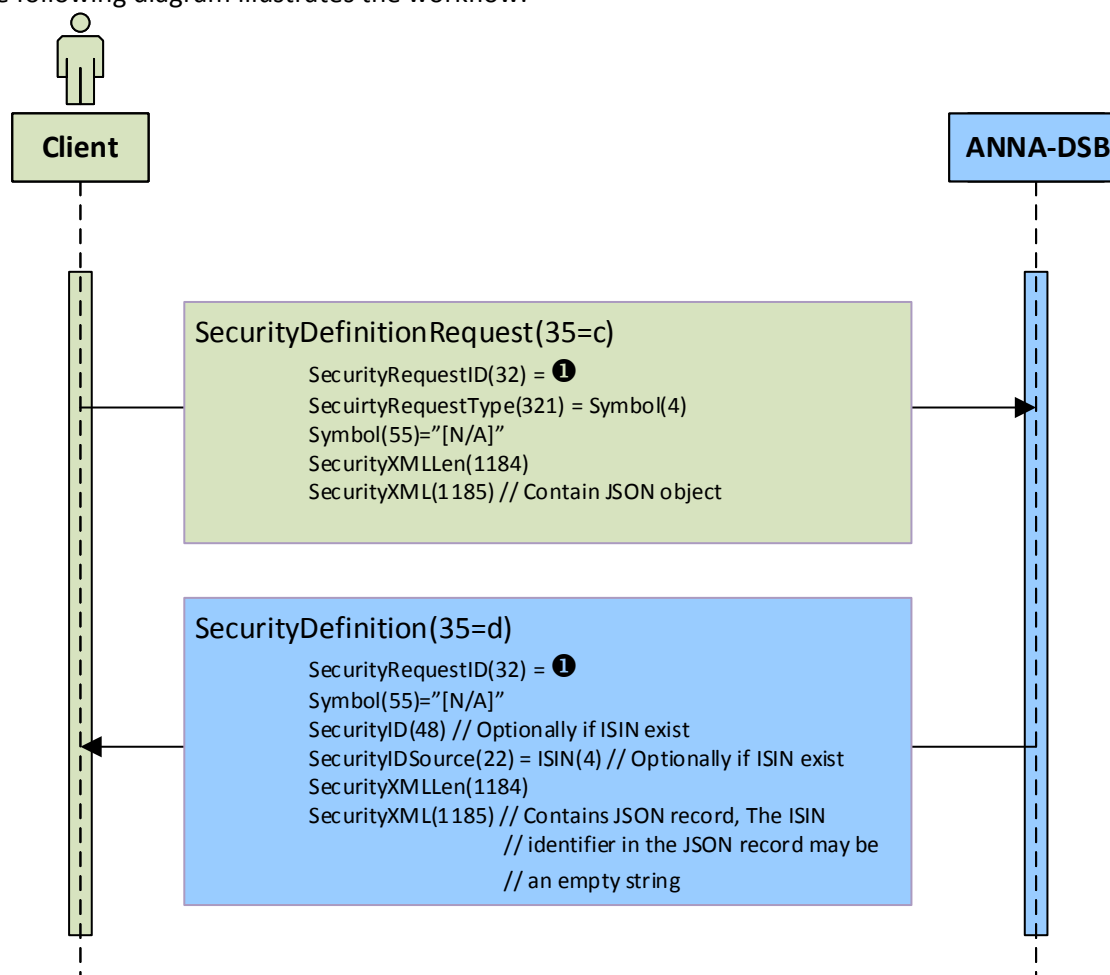 following diagram illustrates the workflow:
Client
ANNA-DSB
SecurityDefinitionRequest(35=c)
SecurityRequestID(32) = ❶
SecuirtyRequestType(321) = Symbol(4)
Symbol(55)=”[N/A]”
SecurityXMLLen(1184)
SecurityXML(1185) // Contain JSON object
SecurityDefinition(35=d)
SecurityRequestID(32) = ❶
Symbol(55)=”[N/A]”
SecurityID(48) // Optionally if ISIN exist
SecurityIDSource(22) = ISIN(4) // Optionally if ISIN exist
SecurityXMLLen(1184)
SecurityXML(1185) // Contains JSON record, The ISIN
// identifier in the JSON record may be
// an empty string